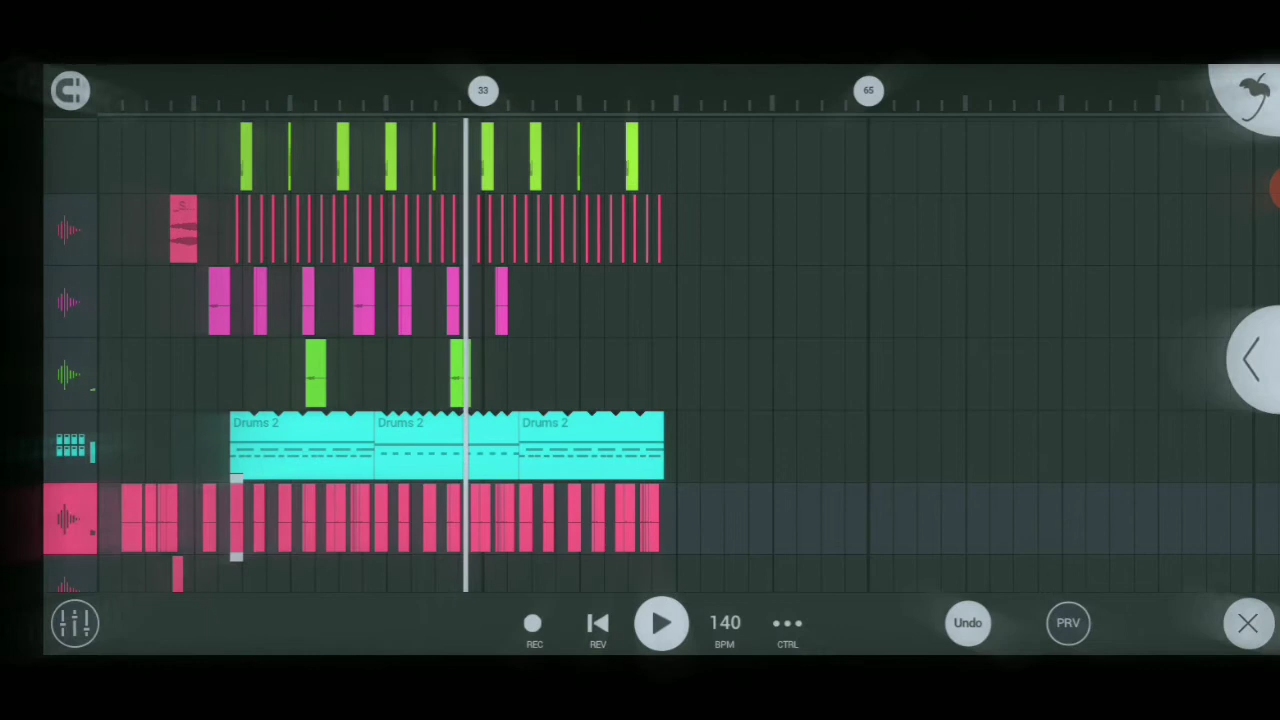 33
65
S
Drums 2
Drums 2
Drums 2
REC
REV
140
BPM
CTRL
Undo
PRV